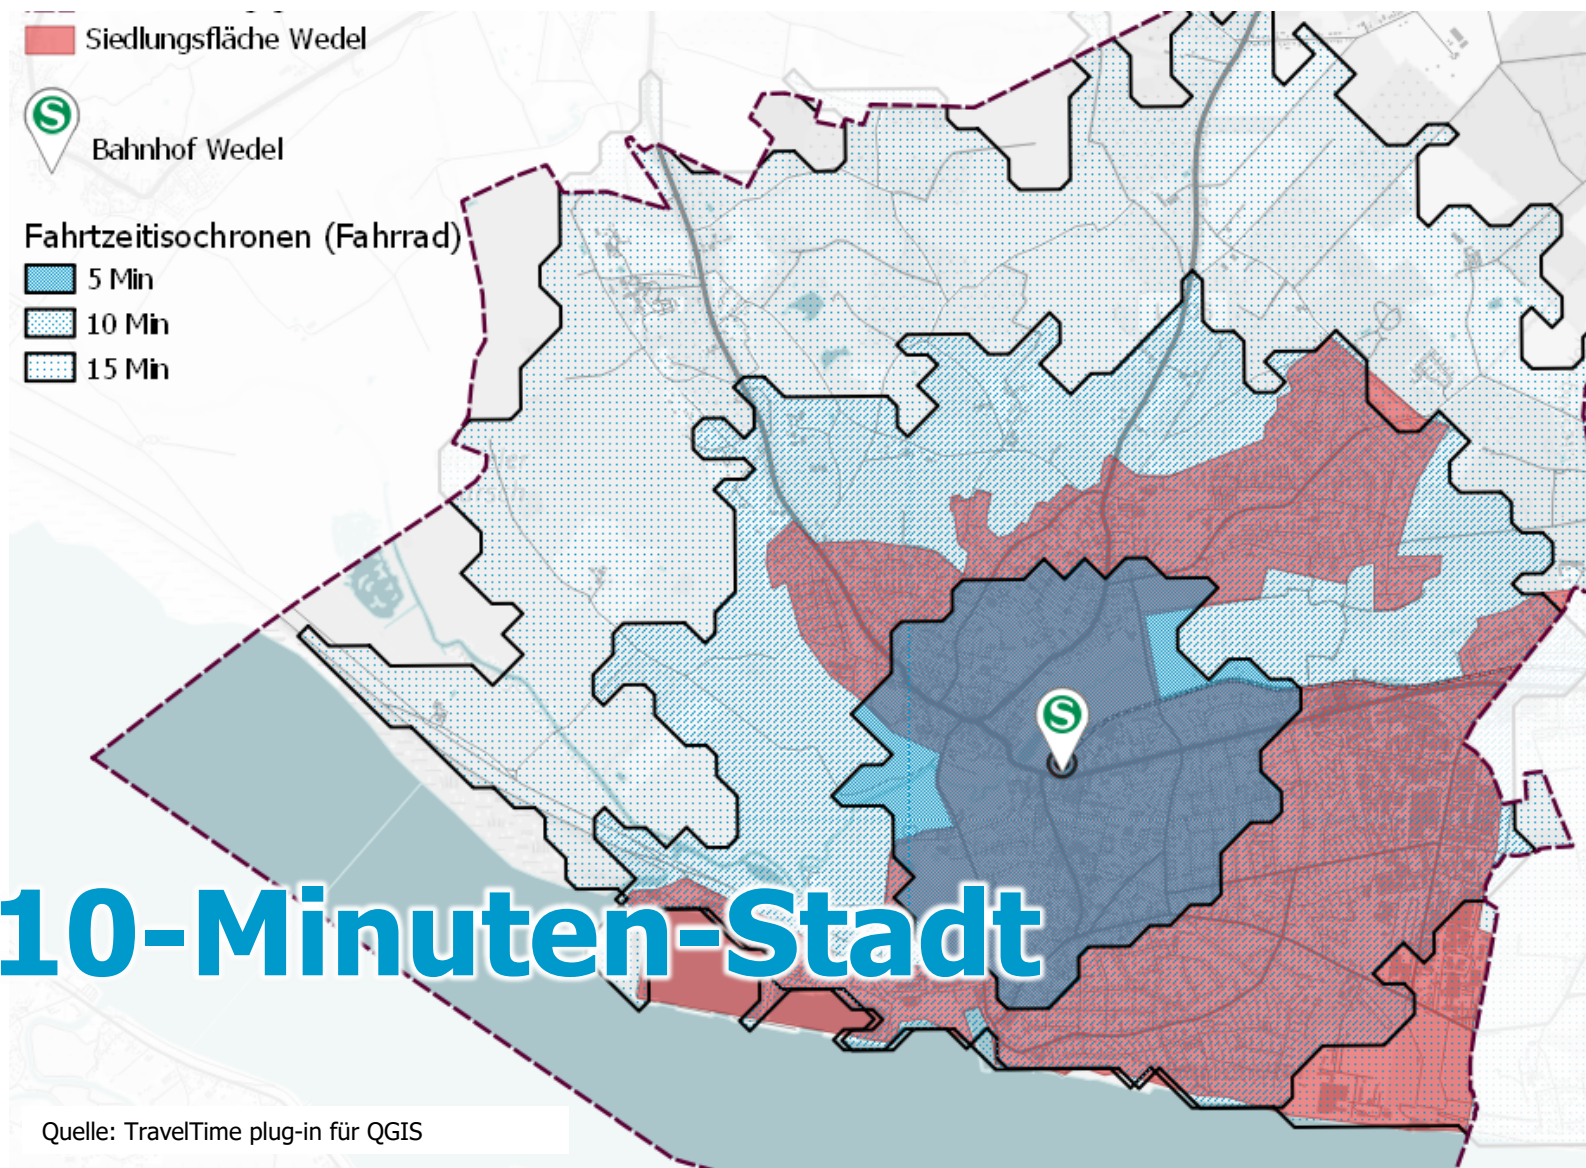 Siedlungsfläche Wedel
S
Bahnhof Wedel
Fahrtzeitisochronen (Fahrrad)
5 Min
10 Min
15 Min
S
10-Minuten-Stadt
Quelle: TravelTime plug-in für QGIS